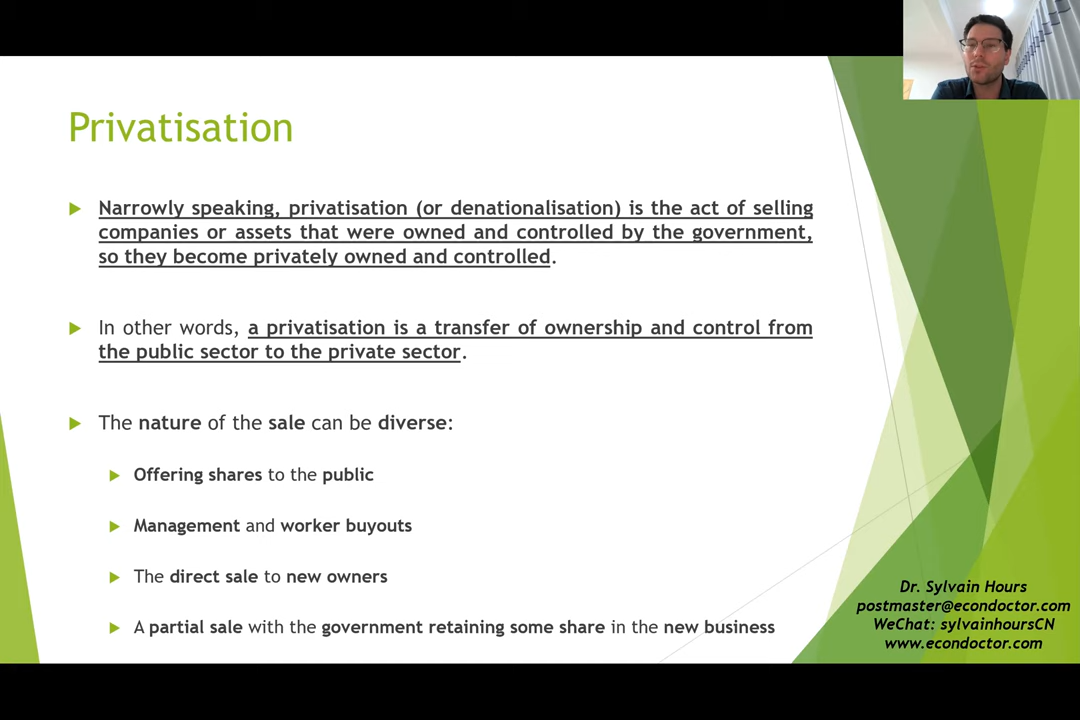 Privatisation
Narrowly speaking, privatisation (or denationalisation) is the act of selling
companies or assets that were owned and controlled by the government,
so they become privately owned and controlled.
In other words, a privatisation is a transfer of ownership and control from
the public sector to the private sector.
The nature of the sale can be diverse:
Offering shares to the public
Management and worker buyouts
The direct sale to new owners
A partial sale with the government retaining some share in the new business
Dr. Sylvain Hours
postmaster@econdoctor.com
WeChat: sylvainhoursCN
www.econdoctor.com